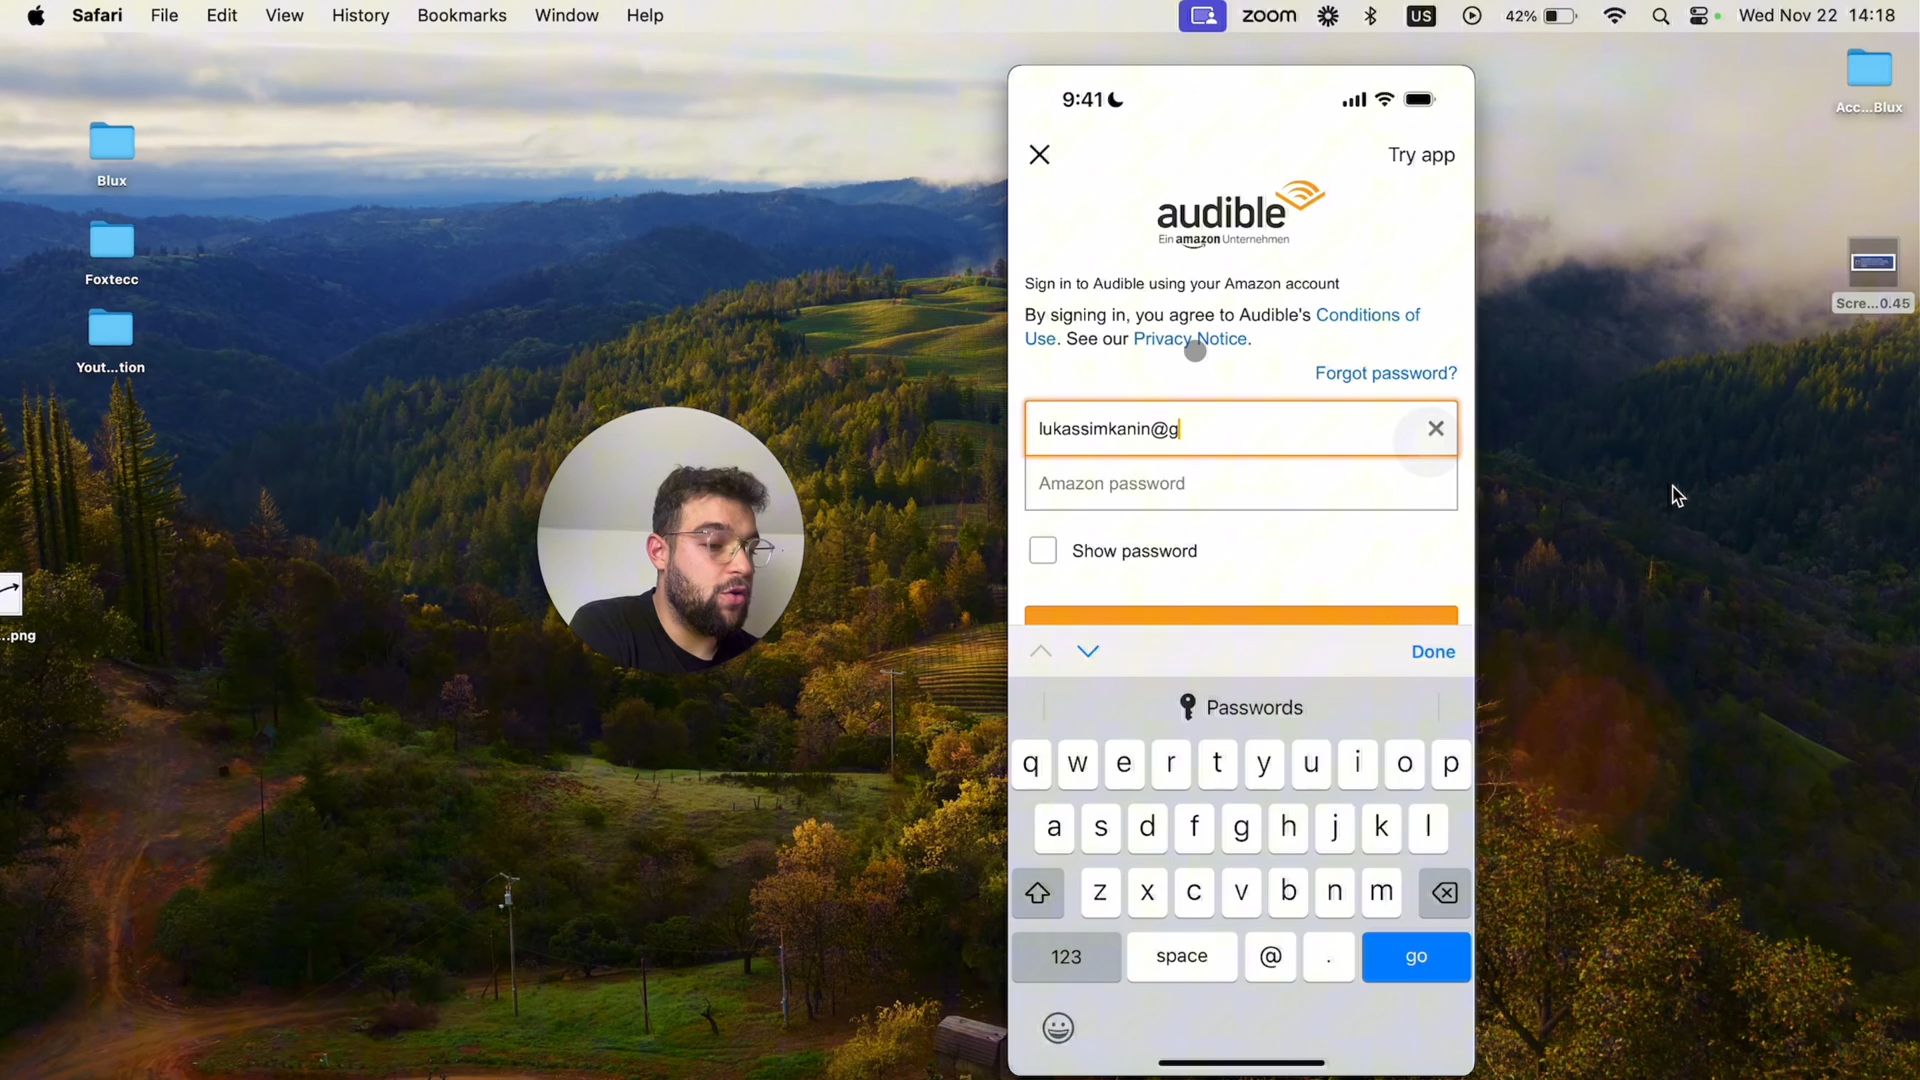 Safari File Edit View History Bookmarks Window Help zoom US 42% Wed Nov 22 14:18
Blux
Foxtecc
Yout...tion
...png
Acc...Blux
Scre...0.45
9:41
Try app
audible
Ein amazon Unternehmen
Sign in to Audible using your Amazon account
By signing in, you agree to Audible's Conditions of
Use. See our Privacy Notice.
Forgot password?
lukassimkanin@g
Amazon password
Show password
Done
Passwords
q w e r t y u i o p
a s d f g h j k l
z x c v b n m
123 space @ . go